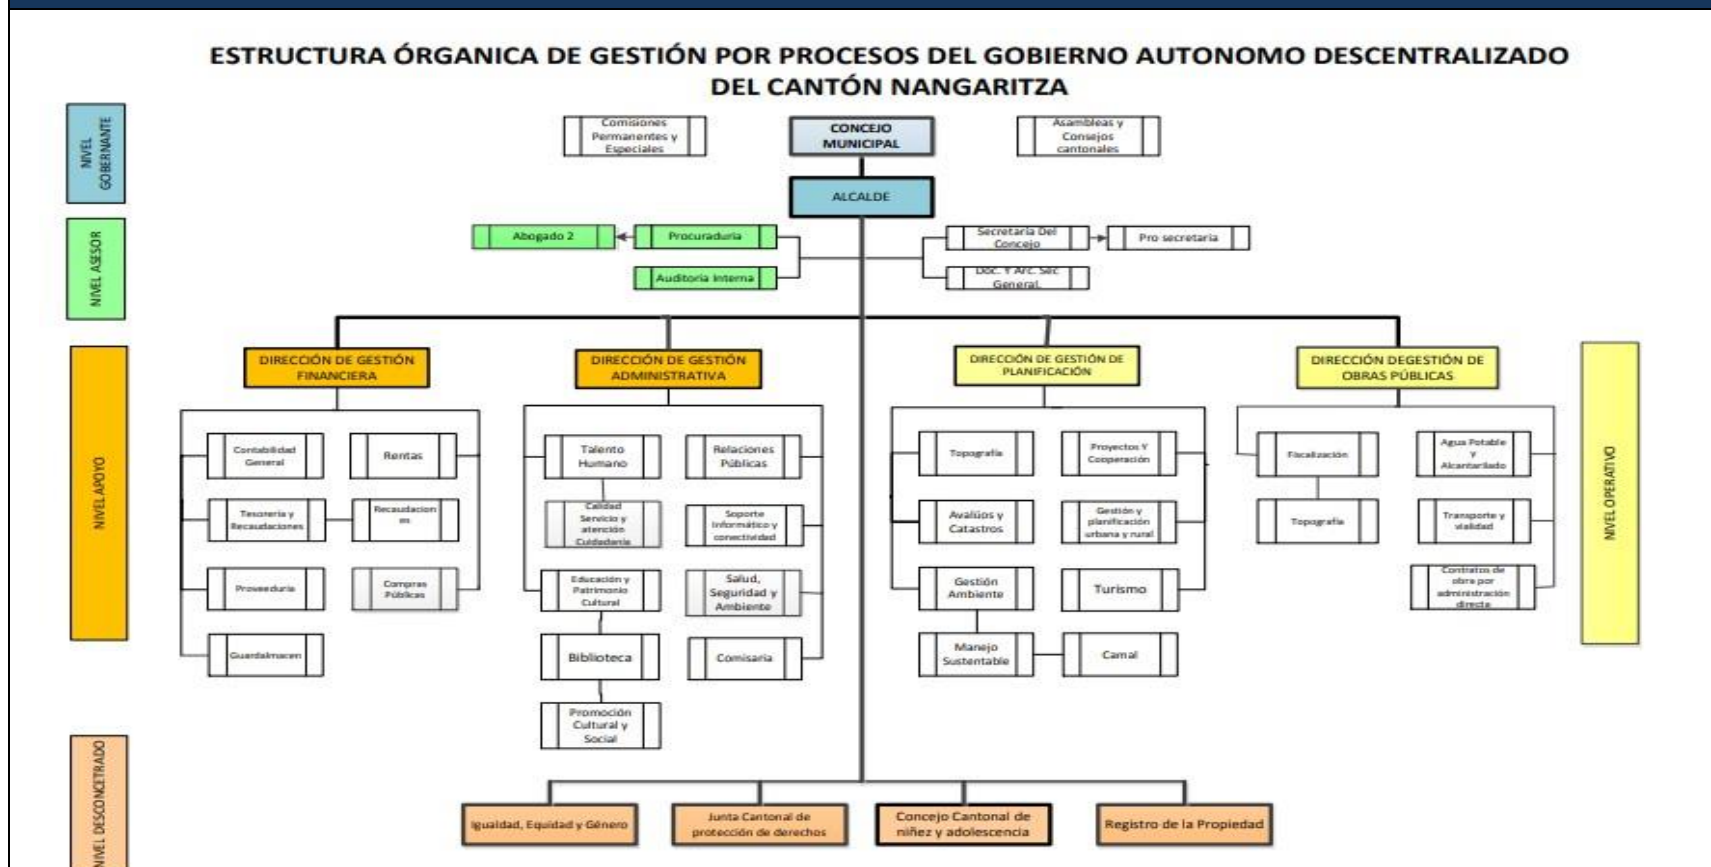 ESTRUCTURA ÓRGANICA DE GESTIÓN POR PROCESOS DEL GOBIERNO AUTONOMO DESCENTRALIZADO
DEL CANTÓN NANGARITZA
NIVEL
GOBERNANTE
Comisiones
Permanentes y
Especiales
CONCEJO
MUNICIPAL
Asambleas y
Consejos
cantonales
ALCALDE
NIVEL ASESOR
Abogado 2
Procuraduria
Secretaría Del
Concejo
Pro secretaria
Auditoria Interna
Doc. Y Arc. Sec
General.
NIVEL APOYO
DIRECCIÓN DE GESTIÓN
FINANCIERA
DIRECCIÓN DE GESTIÓN
ADMINISTRATIVA
DIRECCIÓN DE GESTIÓN DE
PLANIFICACIÓN
DIRECCIÓN DEGESTIÓN DE
OBRAS PÚBLICAS
NIVEL OPERATIVO
Contabilidad
General
Rentas
Tesorería y
Recaudaciones
Recaudacion
es
Proveeduria
Compras
Públicas
Guardalmacen
Talento
Humano
Relaciones
Públicas
Calidad
Servicio y
atención
Cuidadanía
Soporte
Informático y
conectividad
Educación y
Patrimonio
Cultural
Salud,
Seguridad y
Ambiente
Biblioteca
Comisaria
Promoción
Cultural y
Social
Topografía
Proyectos Y
Cooperación
Avalúos y
Catastros
Gestión y
planificación
urbana y rural
Gestión
Ambiente
Turismo
Manejo
Sustentable
Camal
Fiscalización
Agua Potable
y
Alcantarilado
Topografía
Transporte y
vialidad
Contratos de
obra por
administración
directa
NIVEL DESCONCETRADO
Igualdad, Equidad y Género
Junta Cantonal de
protección de derechos
Concejo Cantonal de
niñez y adolescencia
Registro de la Propiedad